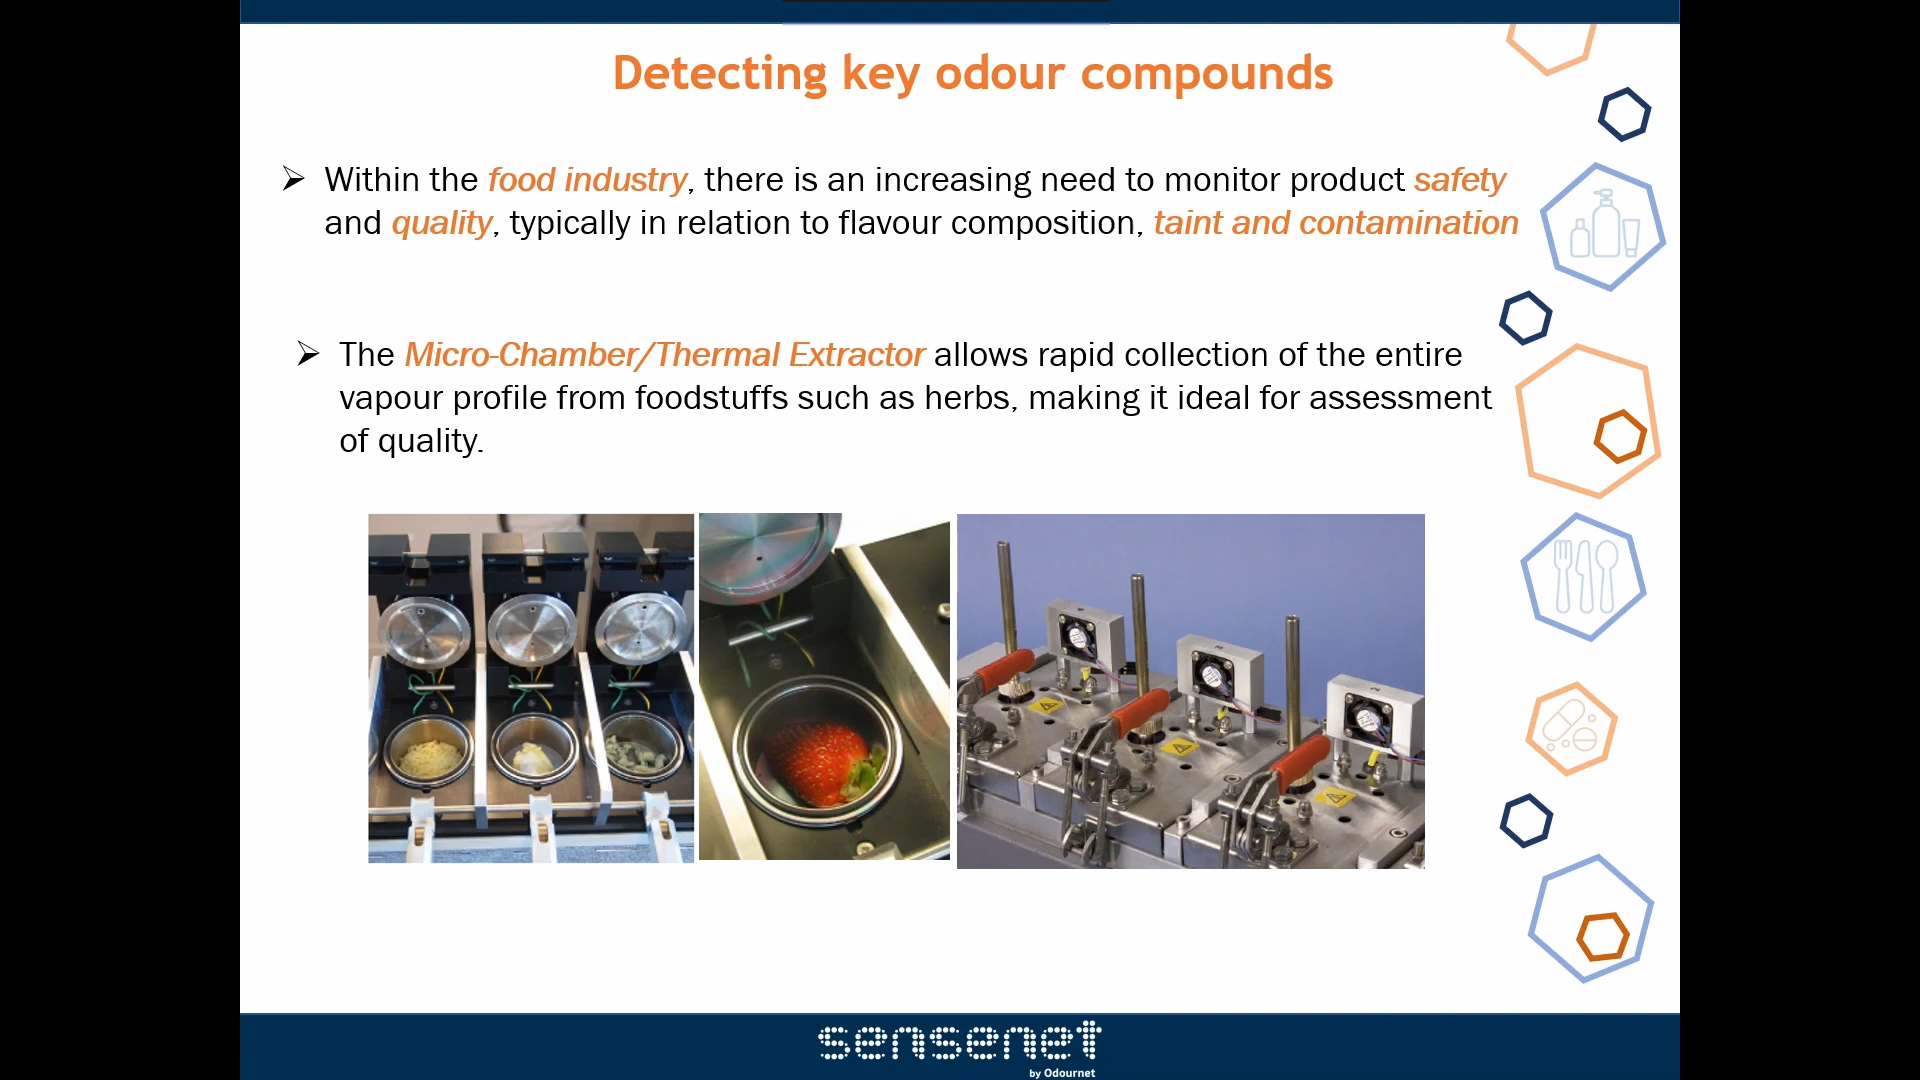 Detecting key odour compounds
Within the food industry, there is an increasing need to monitor product safety
and quality, typically in relation to flavour composition, taint and contamination
The Micro-Chamber/Thermal Extractor allows rapid collection of the entire
vapour profile from foodstuffs such as herbs, making it ideal for assessment
of quality.
sensenet
by Odournet